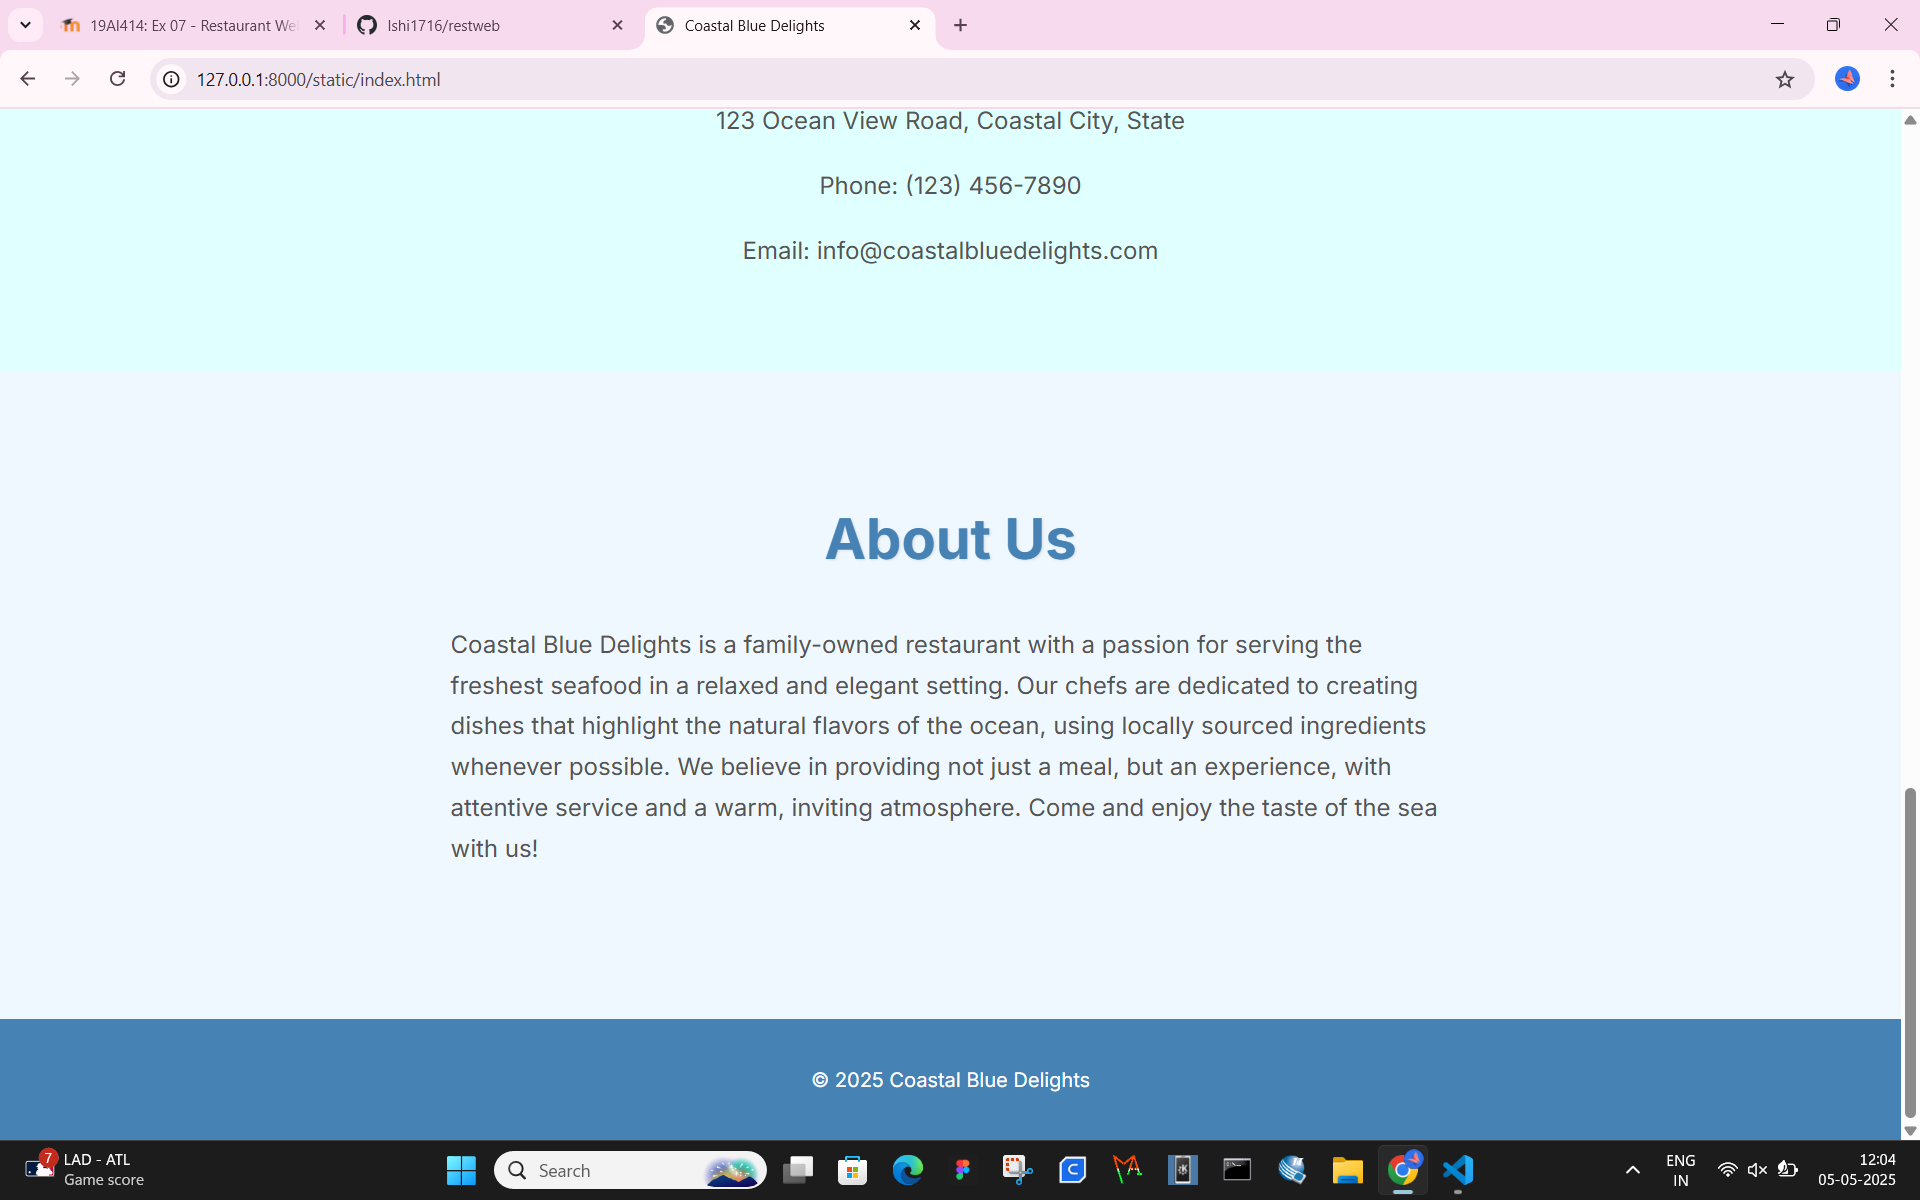 19AI414: Ex 07 - Restaurant We
Ishi1716/restweb
Coastal Blue Delights
127.0.0.1:8000/static/index.html
123 Ocean View Road, Coastal City, State
Phone: (123) 456-7890
Email: info@coastalbluedelights.com
About Us
Coastal Blue Delights is a family-owned restaurant with a passion for serving the
freshest seafood in a relaxed and elegant setting. Our chefs are dedicated to creating
dishes that highlight the natural flavors of the ocean, using locally sourced ingredients
whenever possible. We believe in providing not just a meal, but an experience, with
attentive service and a warm, inviting atmosphere. Come and enjoy the taste of the sea
with us!
© 2025 Coastal Blue Delights
7
LAD - ATL
Game score
Search
ENG
IN
12:04
05-05-2025